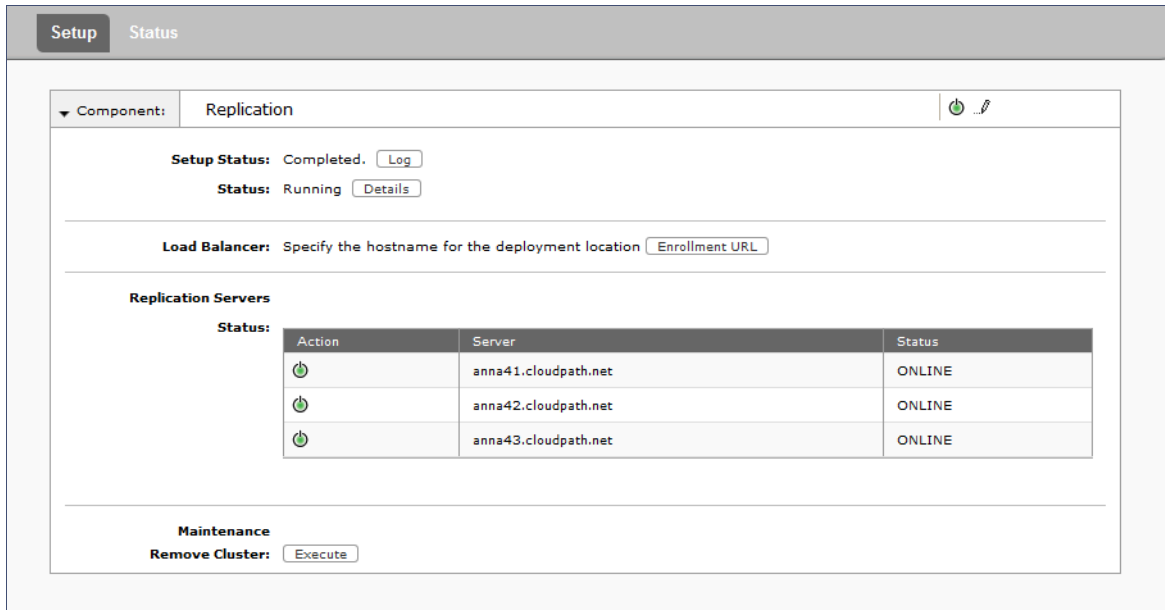 Setup Status
Component: Replication
Setup Status: Completed. Log
Status: Running Details
Load Balancer: Specify the hostname for the deployment location Enrollment URL
Replication Servers
Status:
Action Server Status
anna41.cloudpath.net ONLINE
anna42.cloudpath.net ONLINE
anna43.cloudpath.net ONLINE
Maintenance
Remove Cluster: Execute